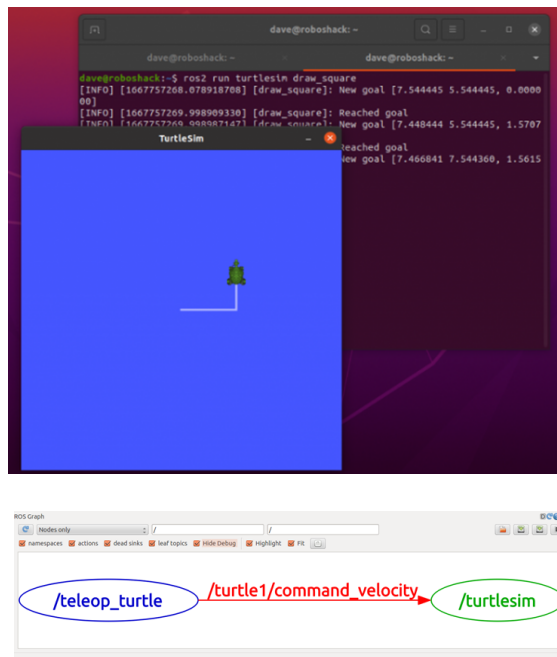 dave@roboshack: ~
dave@roboshack: ~
dave@roboshack: ~
dave@roboshack:~$ ros2 run turtlesim draw_square
[INFO] [1667757268.078918708] [draw_square]: New goal [7.544445 5.544445, 0.0000
00]
[INFO] [1667757269.998909330] [draw_square]: Reached goal
[INFO] [1667757269.998987147] [draw_square]: New goal [7.448444 5.544445, 1.5707
TurtleSim
Reached goal
New goal [7.466841 7.544360, 1.5615
ROS Graph
Nodes only
/
/
namespaces
actions
dead sinks
leaf topics
Hide Debug
Highlight
Fit
/teleop_turtle
/turtle1/command_velocity
/turtlesim